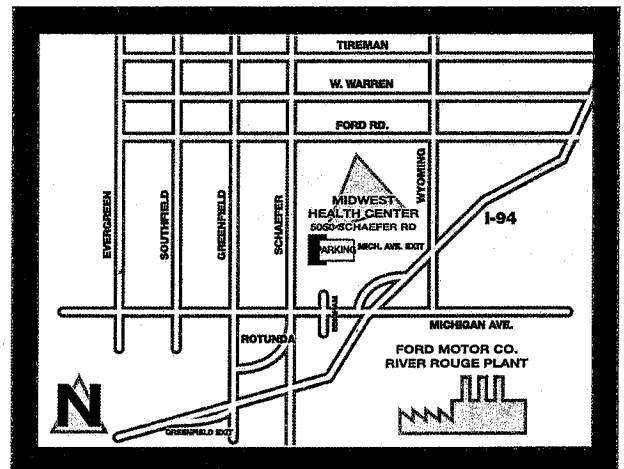 TIREMAN
W. WARREN
FORD RD.
EVERGREEN
SOUTHFIELD
GREENFIELD
SCHAEFER
WYOMING
MIDWEST
HEALTH CENTER
5050 SCHAEFER RD
PARKING
MICH. AVE. EXIT
I-94
MICHIGAN AVE.
ROTUNDA
FORD MOTOR CO.
RIVER ROUGE PLANT
N
GREENFIELD EXIT